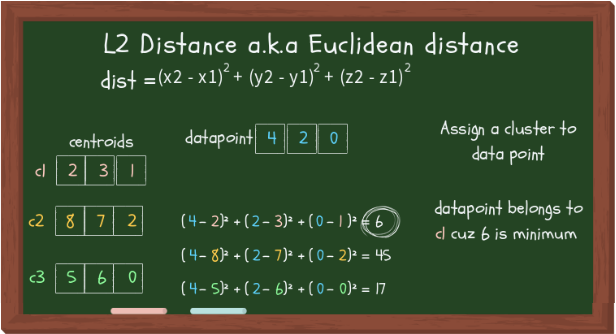 L2 Distance a.k.a Euclidean distance
dist =(x2 - x1)² + (y2 - y1)² + (z2 - z1)²
centroids
datapoint 4 2 0
c1 2 3 1
c2 8 7 2
c3 5 6 0
(4-2)² + (2-3)² + (0-1)² = 6
(4-8)² + (2-7)² + (0-2)² = 45
(4-5)² + (2-6)² + (0-0)² = 17
Assign a cluster to
data point
datapoint belongs to
c1 cuz 6 is minimum